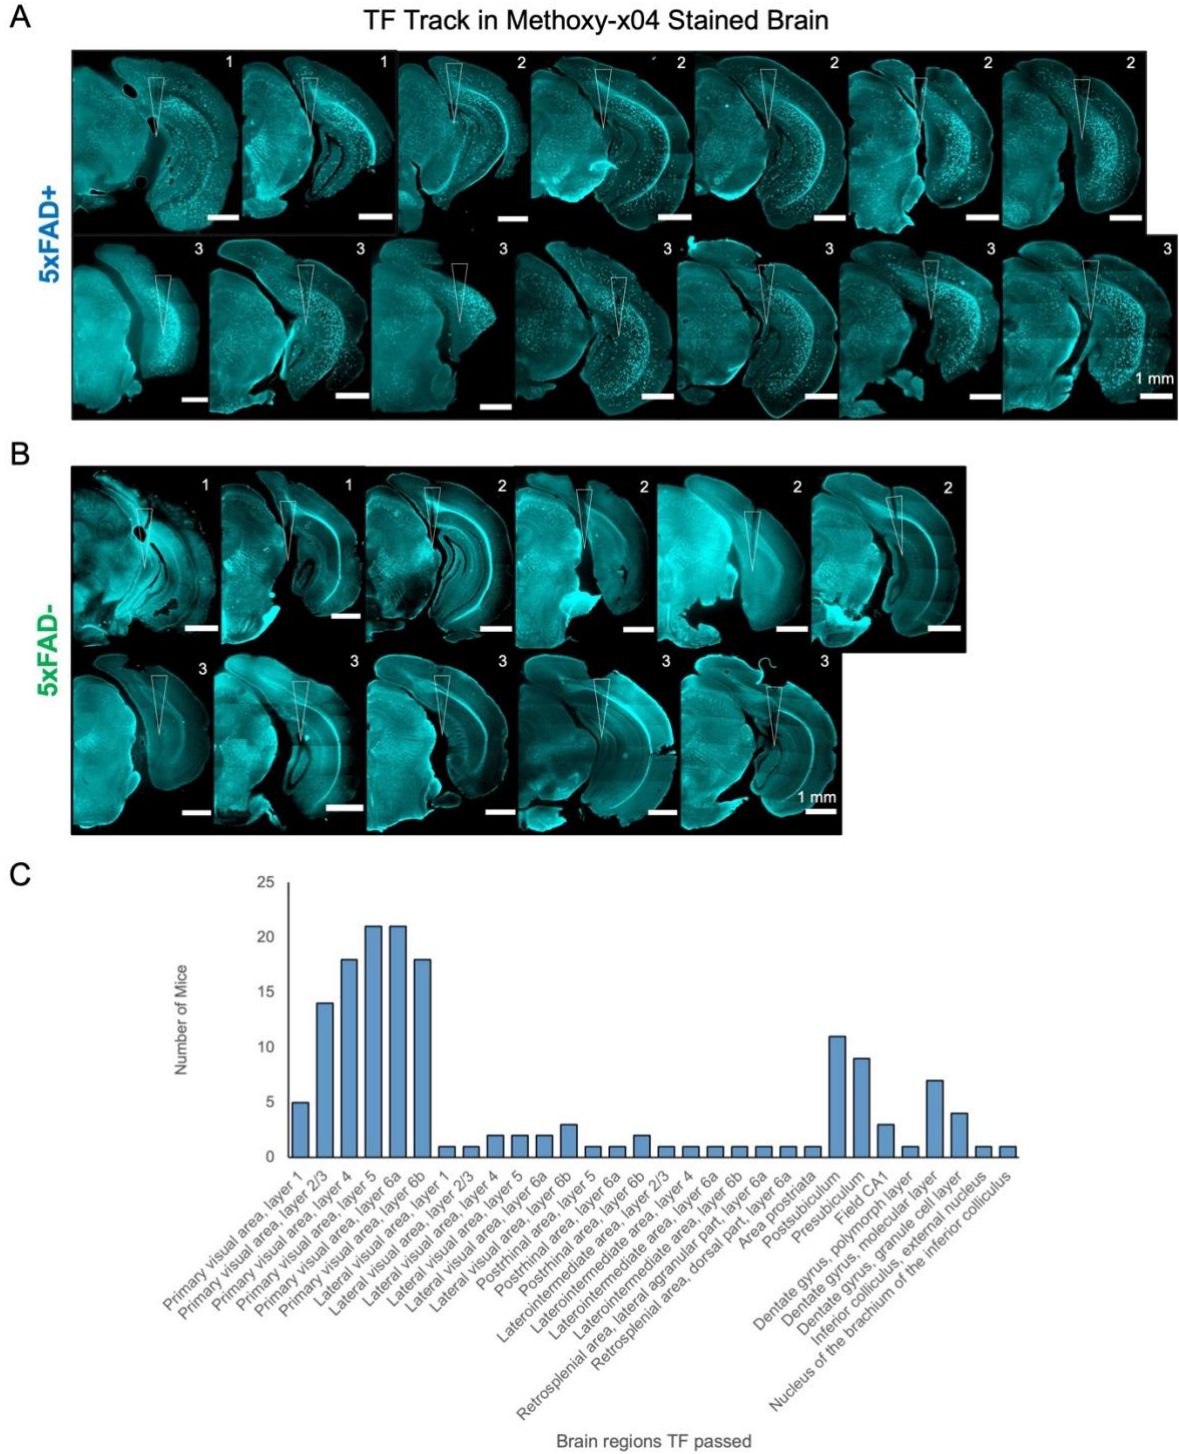 A
TF Track in Methoxy-x04 Stained Brain
5xFAD+
1
1
2
2
2
2
2
3
3
3
3
3
3
3
1 mm
B
5xFAD-
1
1
2
2
2
2
3
3
3
3
3
1 mm
C
Number of Mice
25
20
15
10
5
0
Primary visual area, layer 1
Primary visual area, layer 2/3
Primary visual area, layer 4
Primary visual area, layer 5
Primary visual area, layer 6a
Primary visual area, layer 6b
Lateral visual area, layer 1
Lateral visual area, layer 2/3
Lateral visual area, layer 4
Lateral visual area, layer 5
Lateral visual area, layer 6a
Lateral visual area, layer 6b
Postrhinal area, layer 5
Postrhinal area, layer 6a
Postrhinal area, layer 6b
Laterointermediate area, layer 2/3
Laterointermediate area, layer 4
Laterointermediate area, layer 6a
Laterointermediate area, layer 6b
Retrosplenial area, lateral agranular part, layer 6a
Retrosplenial area, dorsal part, layer 6a
Area prostriata
Postsubiculum
Presubiculum
Field CA1
Dentate gyrus, polymorph layer
Dentate gyrus, molecular layer
Dentate gyrus, granule cell layer
Inferior colliculus, external nucleus
Nucleus of the brachium of the inferior colliculus
Brain regions TF passed